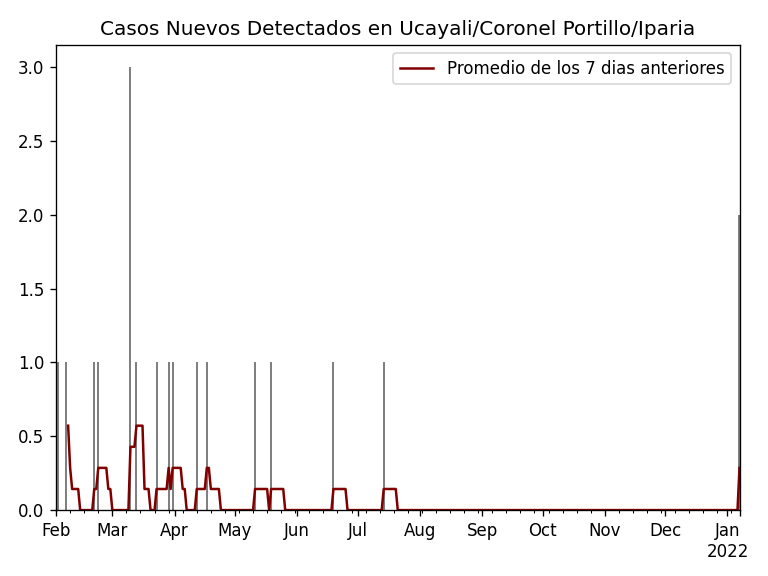 Casos Nuevos Detectados en Ucayali/Coronel Portillo/Iparia
Promedio de los 7 dias anteriores
3.0
2.5
2.0
1.5
1.0
0.5
0.0
Feb Mar Apr May Jun Jul Aug Sep Oct Nov Dec Jan
2022